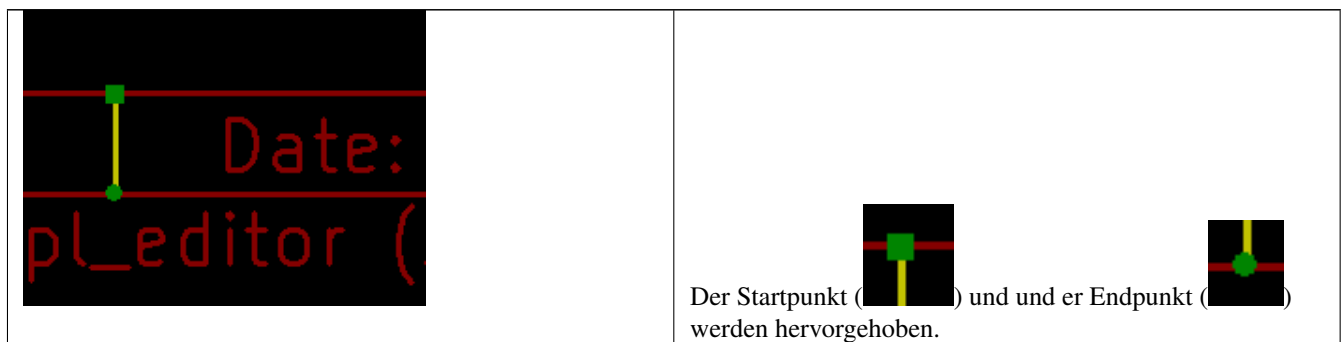 Date:
pl_editor (
Der Startpunkt ( ) und und er Endpunkt ( )
werden hervorgehoben.